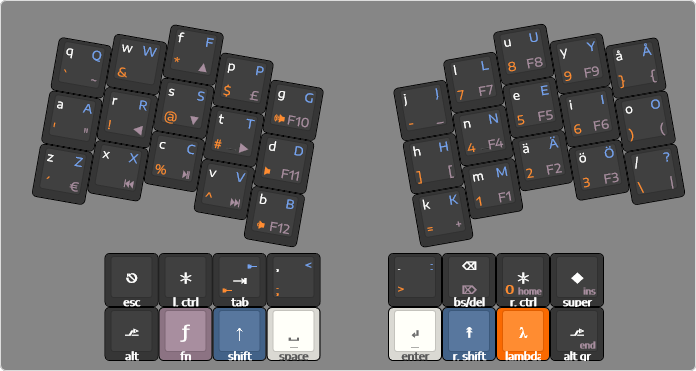 q Q ` _
w W &
f F * ▲
p P $ £
g G F10
a A ' "
r R ! ◀
s S @ ▼
t T # ▶
d D F11
z Z , €
x X ⏮
c C % ⏯
v V ^ ⏭
b B F12
j J - _
l L 7 F7
u U 8 F8
y Y 9 F9
å Å } {
h H ] [
n N 4 F4
e E 5 F5
i I 6 F6
o O ) (
k K = +
m M 1 F1
ä Ä 2 F2
ö Ö 3 F3
/ ? \ |
esc
l. ctrl
tab
, < ;
. : >
bs/del
0 home
r. ctrl
ins
super
alt
ƒ
fn
↑
shift
space
enter
r. shift
λ
lambda
end
alt gr